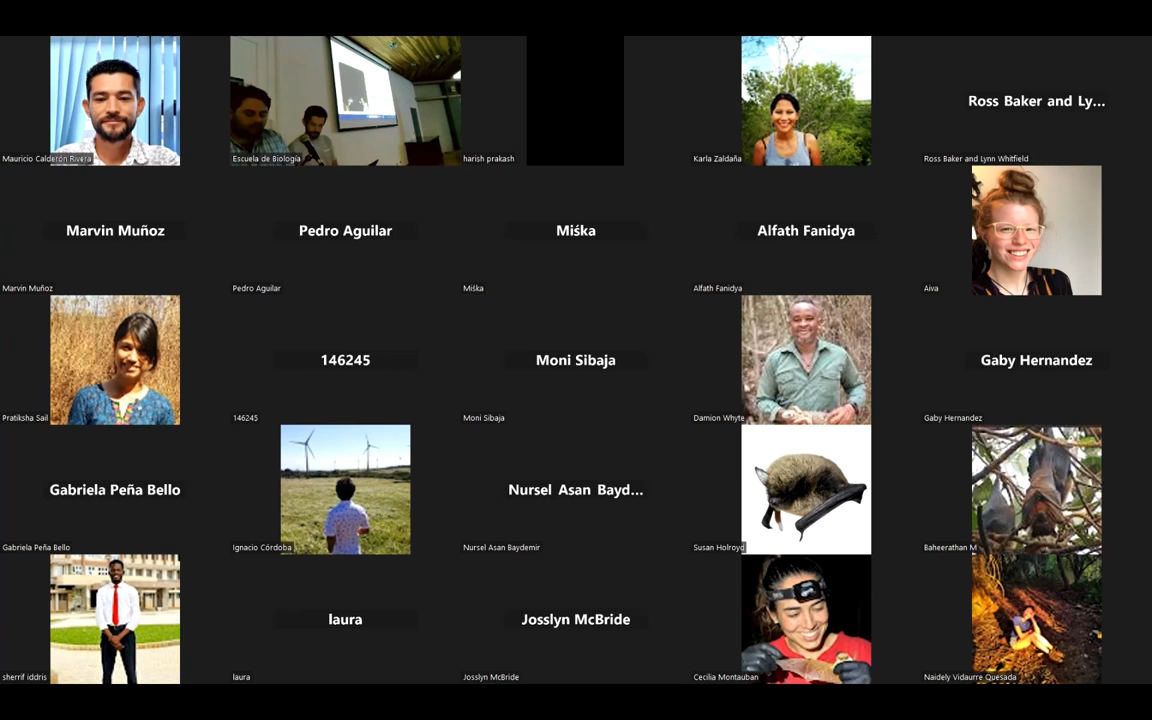 Mauricio Calderón Rivera
Escuela de Biología
harish prakash
Karla Zaldaña
Ross Baker and Ly...
Ross Baker and Lynn Whitfield
Marvin Muñoz
Marvin Muñoz
Pedro Aguilar
Pedro Aguilar
Miśka
Miśka
Alfath Fanidya
Alfath Fanidya
Aiva
Pratiksha Sail
146245
146245
Moni Sibaja
Moni Sibaja
Damion Whyte
Gaby Hernandez
Gaby Hernandez
Gabriela Peña Bello
Gabriela Peña Bello
Ignacio Córdoba
Nursel Asan Bayd...
Nursel Asan Baydemir
Susan Holroyd
Baheerathan M
sherrif iddris
laura
laura
Josslyn McBride
Josslyn McBride
Cecilia Montauban
Naidely Vidaurre Quesada